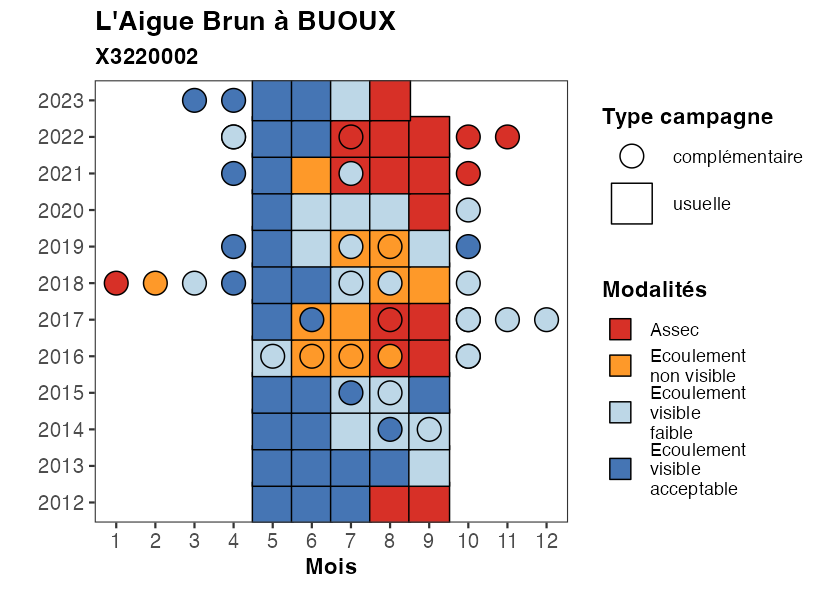 L'Aigue Brun à BUOUX
X3220002
2023
2022
2021
2020
2019
2018
2017
2016
2015
2014
2013
2012
1 2 3 4 5 6 7 8 9 10 11 12
Mois
Type campagne
complémentaire
usuelle
Modalités
Assec
Ecoulement
non visible
Ecoulement
visible
faible
Ecoulement
visible
acceptable